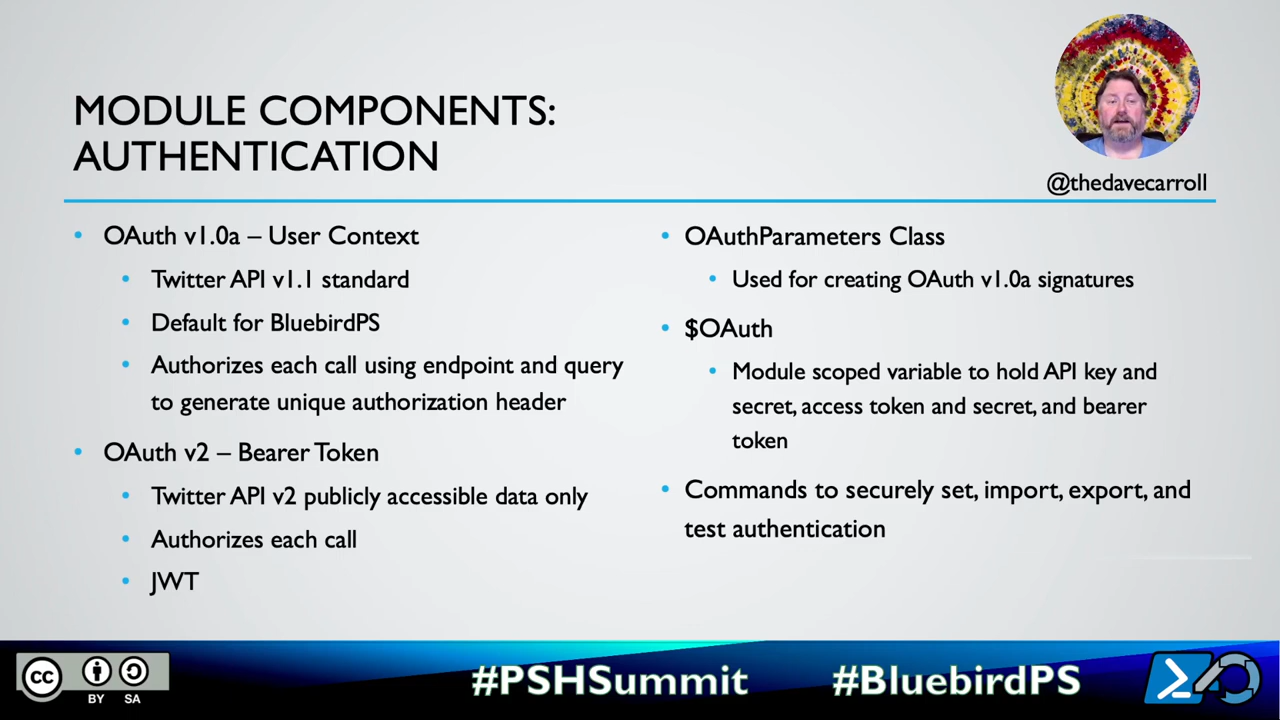 MODULE COMPONENTS:
AUTHENTICATION
@thedavecarroll
• OAuth v1.0a – User Context
• Twitter API v1.1 standard
• Default for BluebirdPS
• Authorizes each call using endpoint and query
to generate unique authorization header
• OAuth v2 – Bearer Token
• Twitter API v2 publicly accessible data only
• Authorizes each call
• JWT
• OAuthParameters Class
• Used for creating OAuth v1.0a signatures
• $OAuth
• Module scoped variable to hold API key and
secret, access token and secret, and bearer
token
• Commands to securely set, import, export, and
test authentication
CC
BY SA
#PSHSummit #BluebirdPS